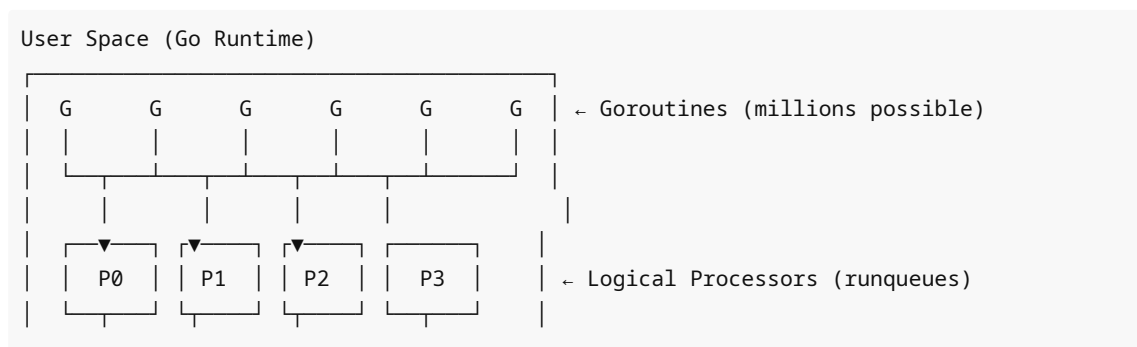 User Space (Go Runtime)
G G G G G G ← Goroutines (millions possible)
P0 P1 P2 P3 ← Logical Processors (runqueues)